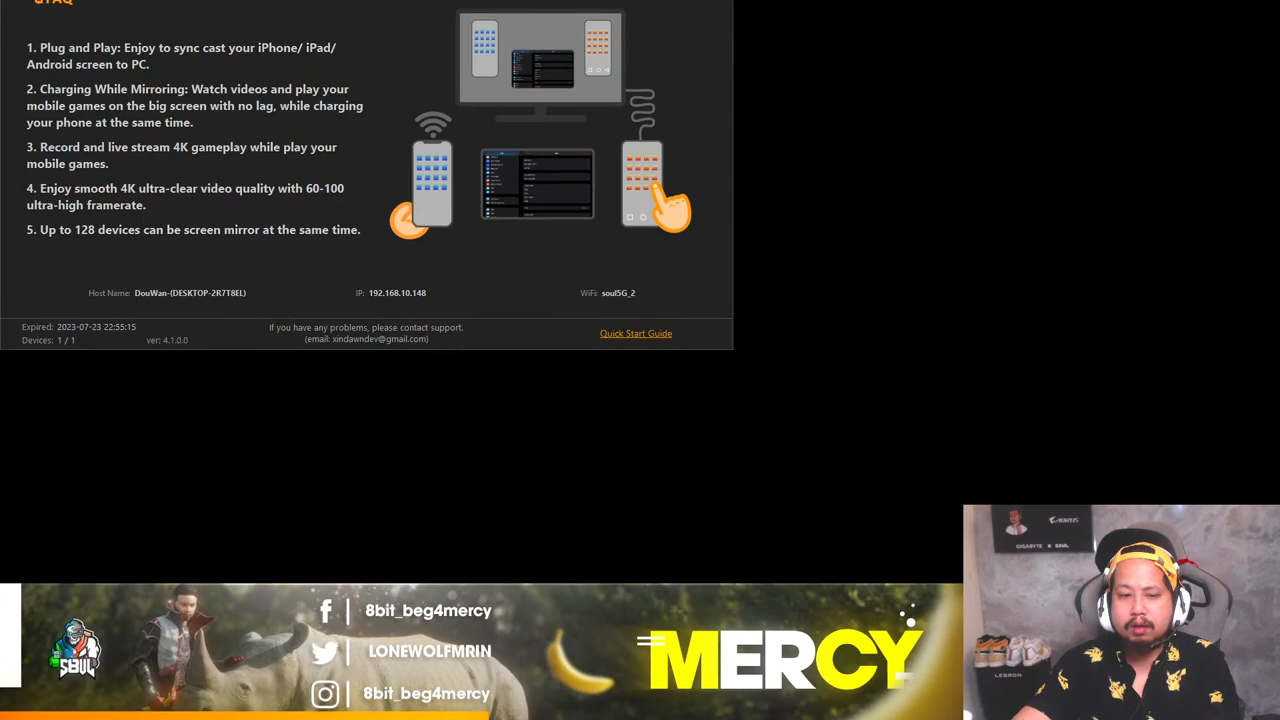 1. Plug and Play: Enjoy to sync cast your iPhone/ iPad/
Android screen to PC.
2. Charging While Mirroring: Watch videos and play your
mobile games on the big screen with no lag, while charging
your phone at the same time.
3. Record and live stream 4K gameplay while play your
mobile games.
4. Enjoy smooth 4K ultra-clear video quality with 60-100
ultra-high framerate.
5. Up to 128 devices can be screen mirror at the same time.
Host Name: DouWan-(DESKTOP-2R7T8EL)
IP: 192.168.10.148
WiFi: soul5G_2
Expired: 2023-07-23 22:55:15
Devices: 1 / 1
ver: 4.1.0.0
If you have any problems, please contact support.
(email: xindawndev@gmail.com)
Quick Start Guide
AORUS
GIGABYTE X S8UL
LEBRON
S8UL
8bit_beg4mercy
LONEWOLFMRIN
8bit_beg4mercy
MERCY